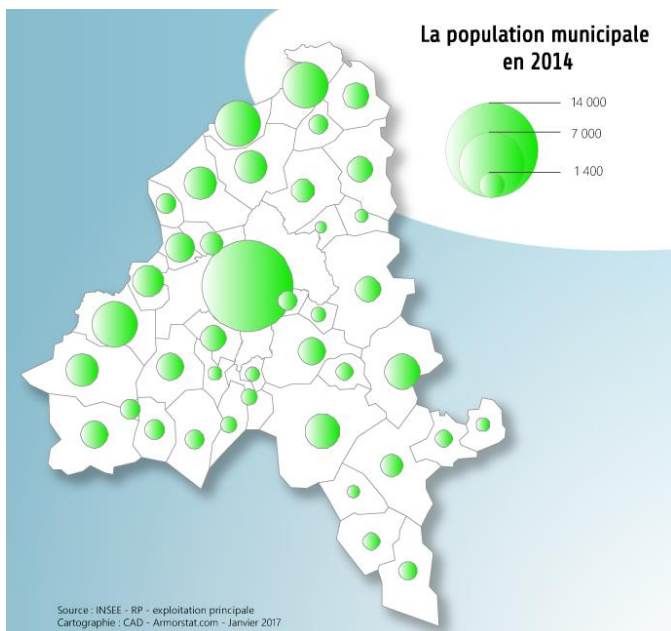 La population municipale
en 2014
14 000
7 000
1 400
Source : INSEE - RP - exploitation principale
Cartographie : CAD - Armorstat.com - Janvier 2017